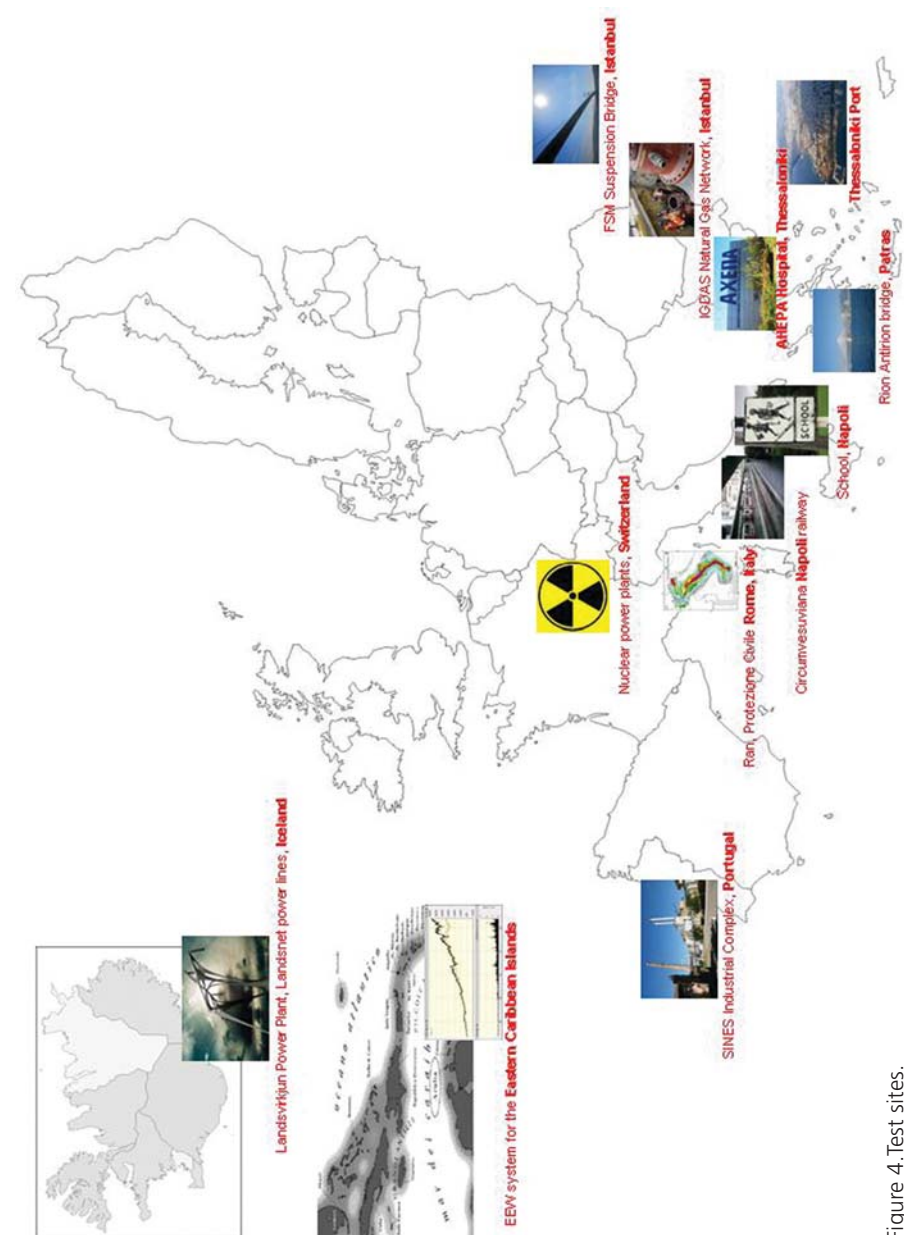 Landsvirkjun Power Plant, Landsnet power lines, Iceland
EEW system for the Eastern Caribbean Islands
SINES Industrial Complex, Portugal
Nuclear power plants, Switzerland
Ran, Protezione Civile Rome, Italy
Circumvesuviana Napoli railway
SCHOOL
School, Napoli
FSM Suspension Bridge, Istanbul
IGDAS Natural Gas Network, Istanbul
ΑΧΕΠΑ
AHEPA Hospital, Thessaloniki
Thessaloniki Port
Rion Antirion bridge, Patras
Figure 4. Test sites.